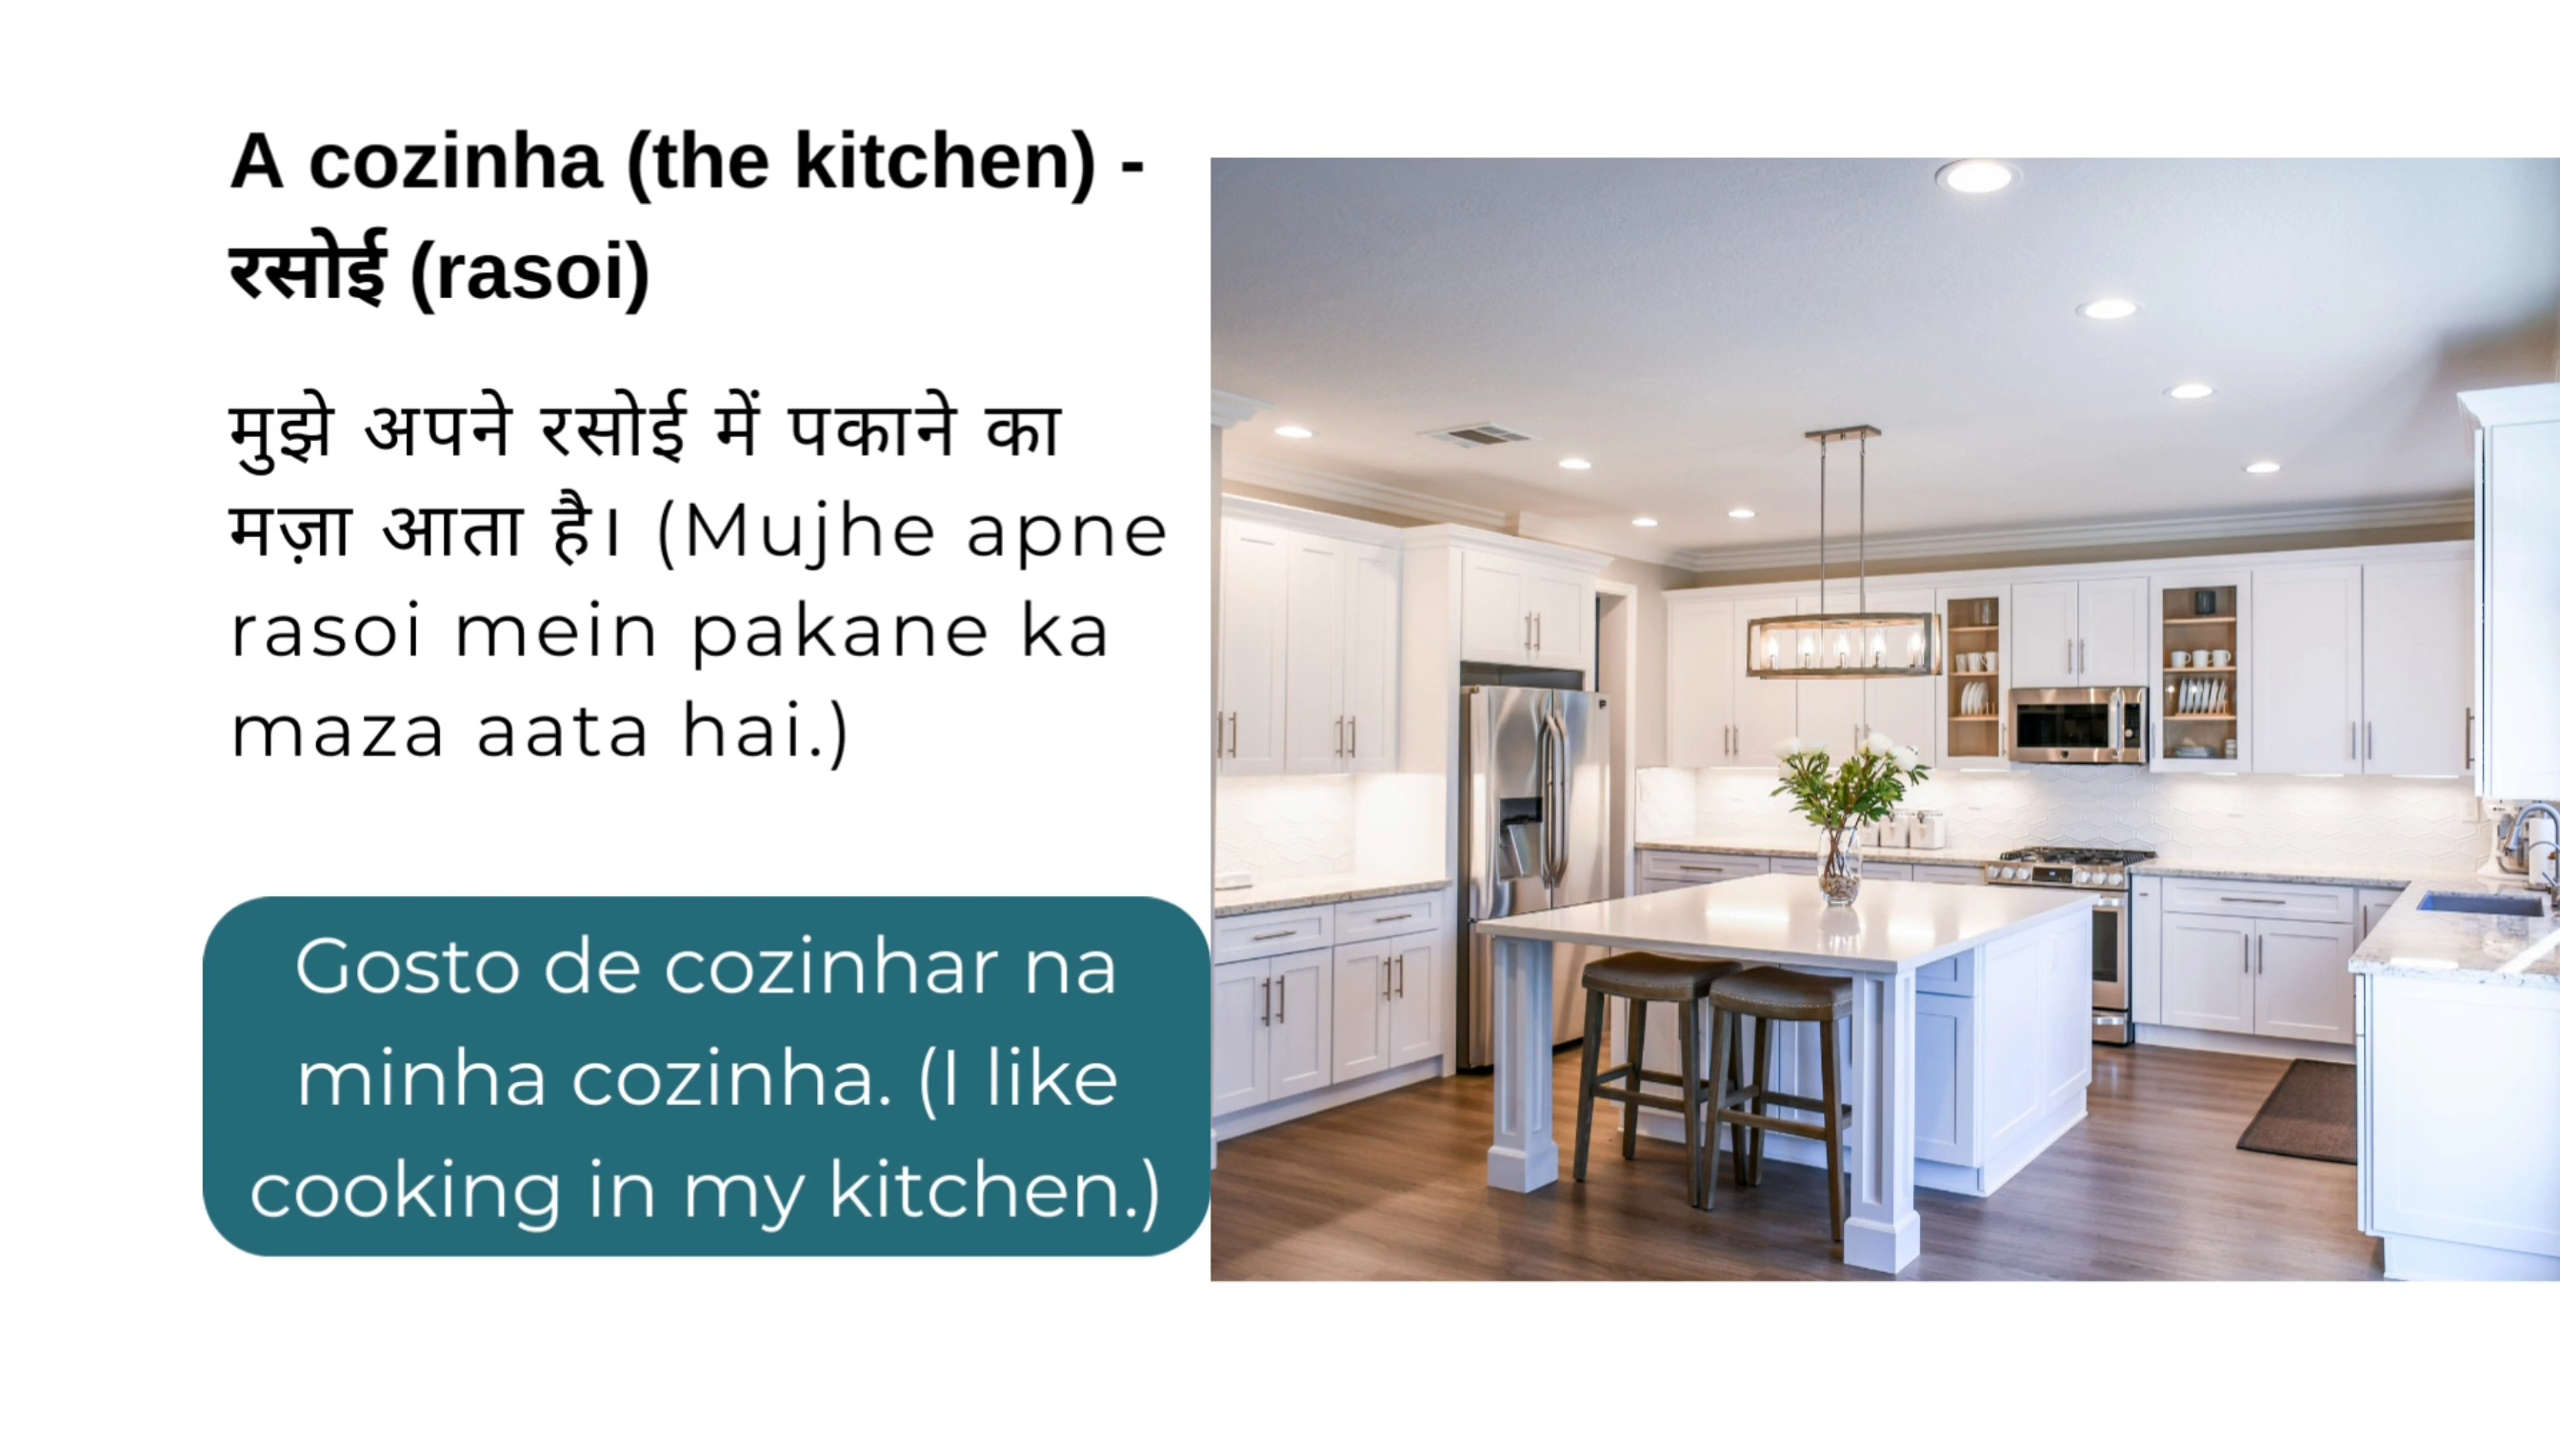 A cozinha (the kitchen) -
रसोई (rasoi)
मुझे अपने रसोई में पकाने का
मज़ा आता है। (Mujhe apne
rasoi mein pakane ka
maza aata hai.)
Gosto de cozinhar na
minha cozinha. (I like
cooking in my kitchen.)